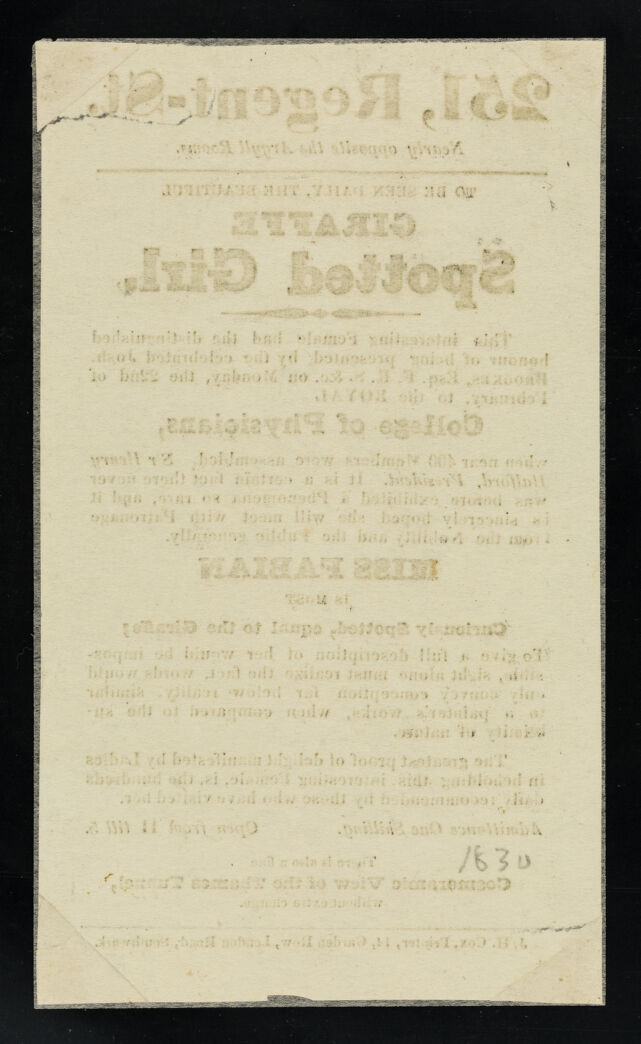 251, Regent-St.
Nearly opposite the Argyll Rooms.
TO BE SEEN DAILY, THE BEAUTIFUL
GIRAFFE
Spotted Girl,
This interesting Female had the distinguished
honour of being presented by the celebrated Josh.
BROOKES, Esq. F. R. S. &c. on Monday, the 22nd of
February, to the ROYAL
College of Physicians,
when near 400 Members were assembled, Sir Henry
Halford, President. It is a certain fact there never
was before exhibited a Phenomena so rare, and it
is sincerely hoped she will meet with Patronage
from the Nobility and the Public generally.
MISS FABIAN
IS MOST
Curiously Spotted, equal to the Giraffe;
To give a full description of her would be impos-
sible, sight alone must realize the fact, words would
only convey conception far below reality, similar
to a painter's works, when compared to the su-
blimity of nature.
The greatest proof of delight manifested by Ladies
in beholding this interesting Female, is, the hundreds
daily recommended by those who have visited her.
Admittance One Shilling. Open from 11 till 5.
There is also a fine
Cosmoramic View of the Thames Tunnel,
without extra charge.
1830
J. H. Cox, Printer, 14, Garden Row, London Road, Southwark.